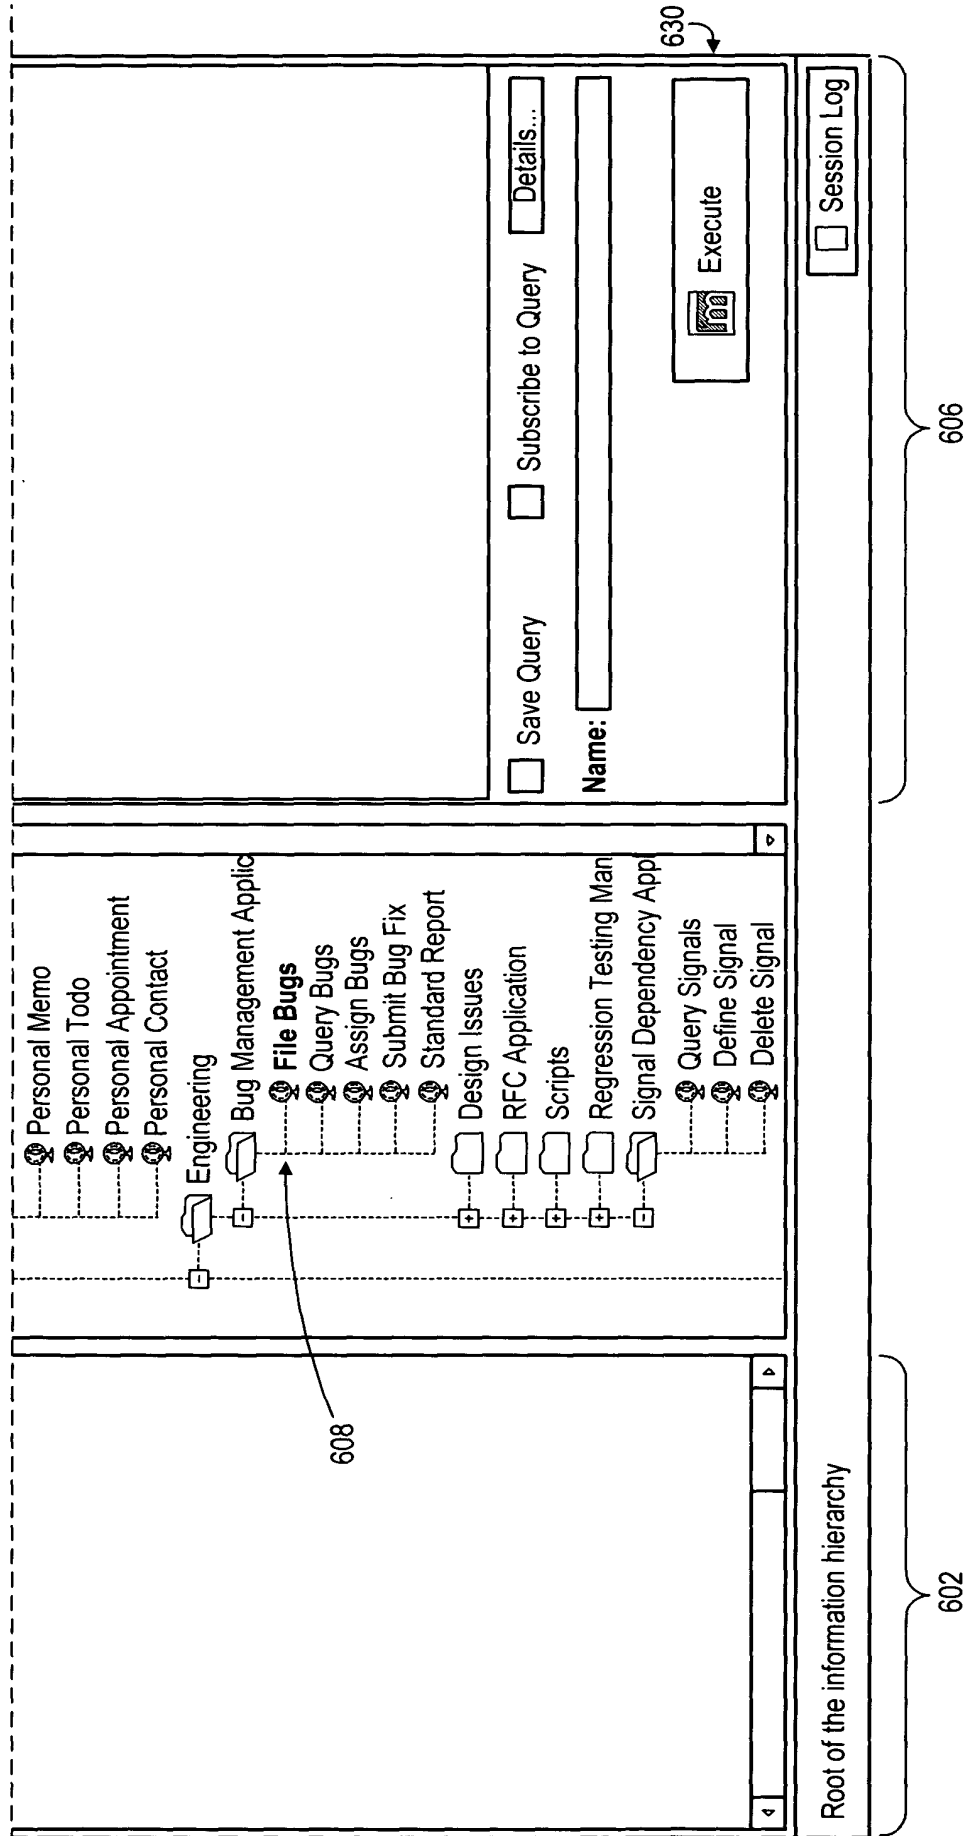 Personal Memo
Personal Todo
Personal Appointment
Personal Contact
Engineering
Bug Management Applic
File Bugs
Query Bugs
Assign Bugs
Submit Bug Fix
Standard Report
Design Issues
RFC Application
Scripts
Regression Testing Man
Signal Dependency Appl
Query Signals
Define Signal
Delete Signal
608
Save Query
Subscribe to Query
Details...
Name:
m Execute
630
Root of the information hierarchy
Session Log
602
606